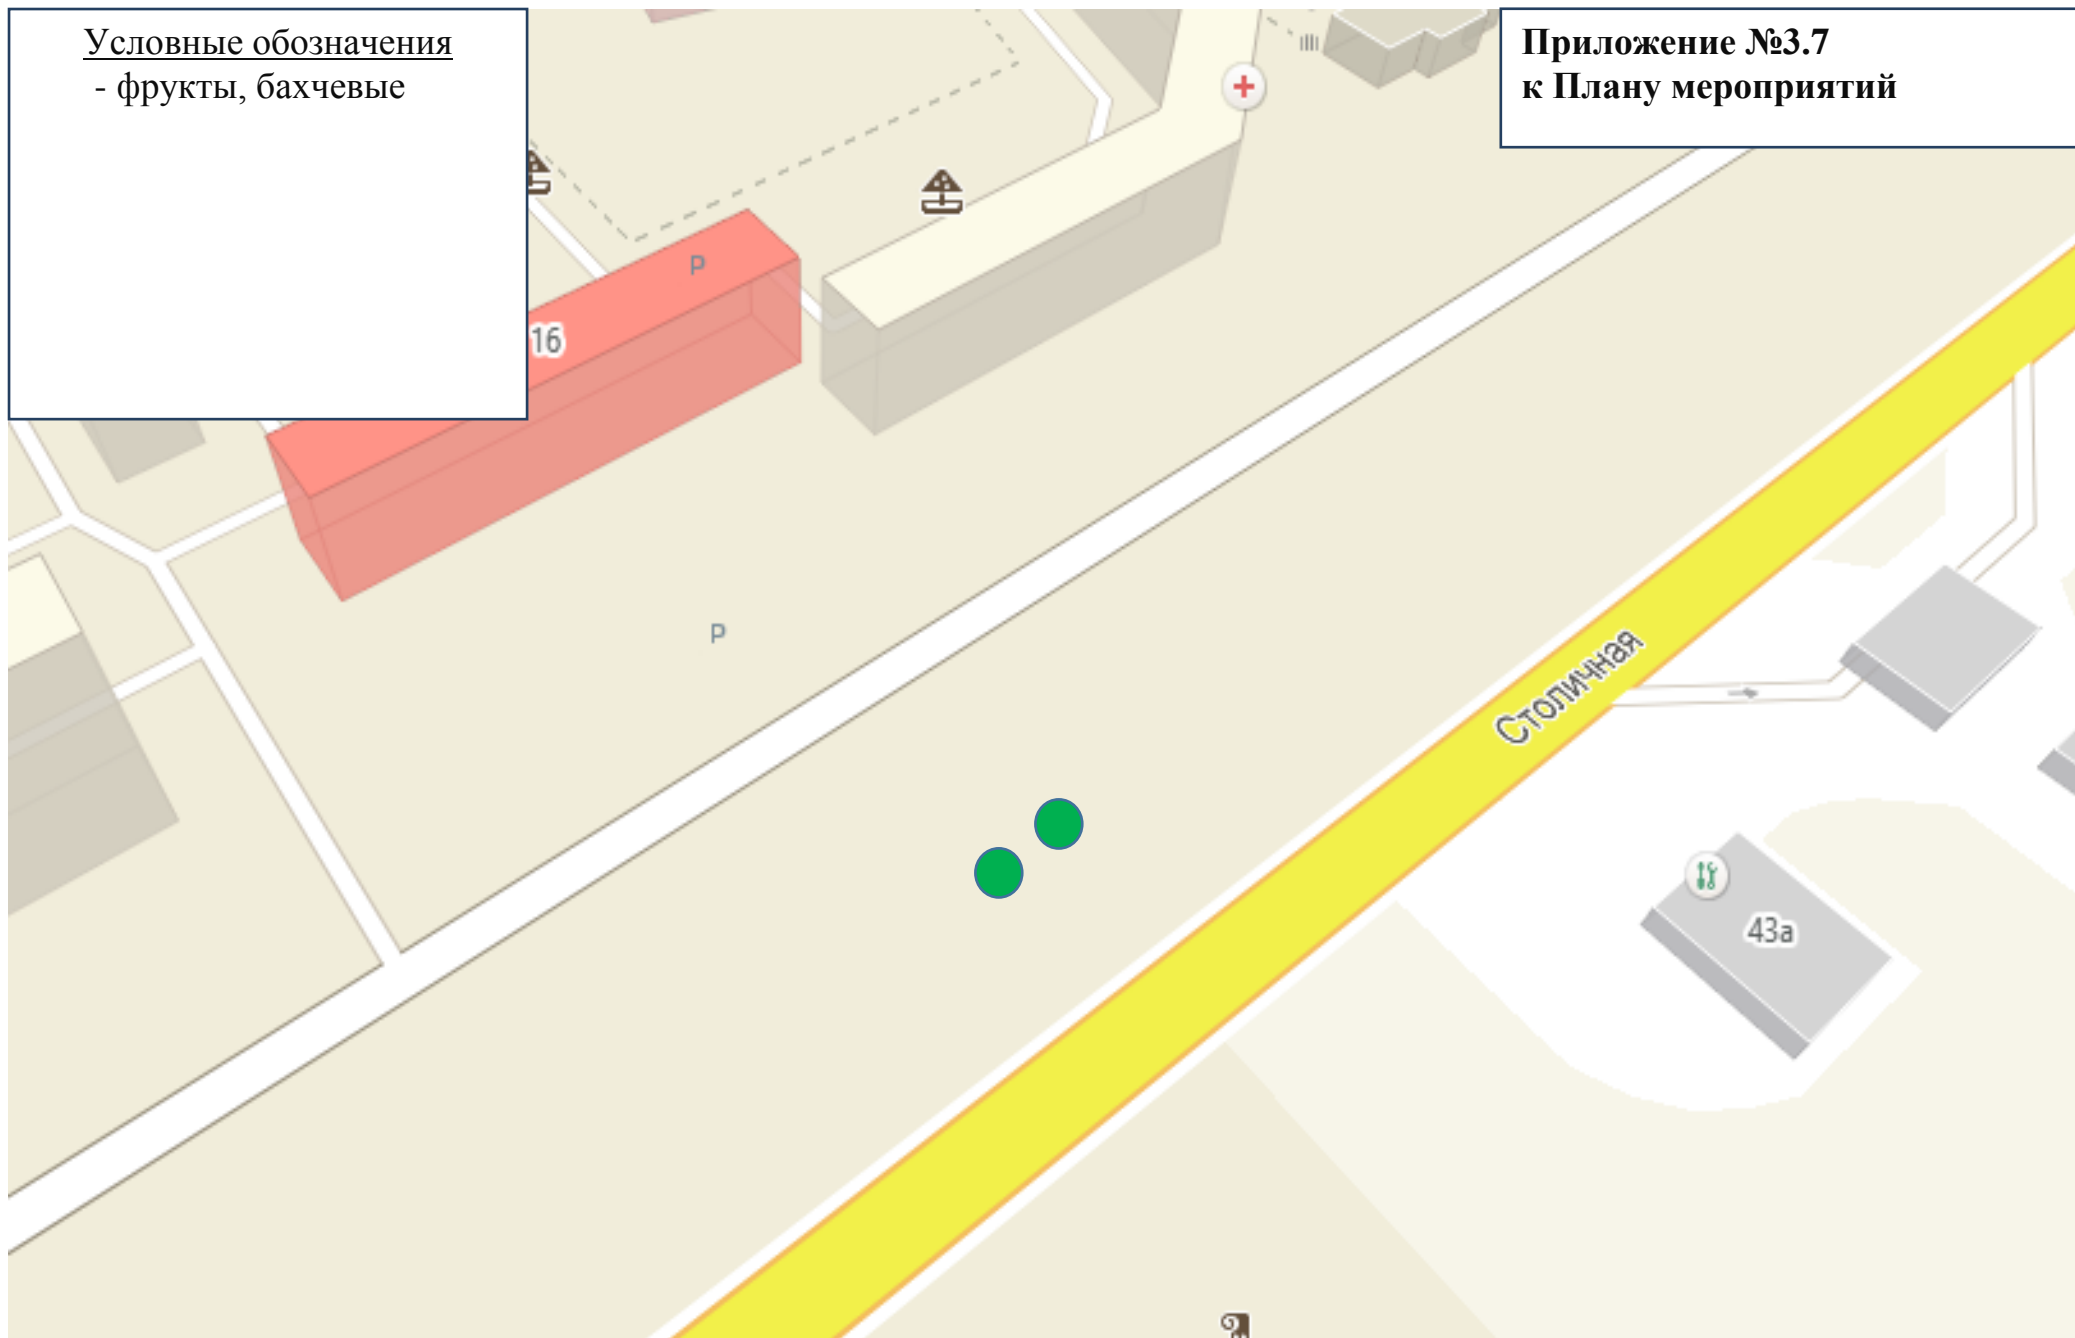 Условные обозначения
- фрукты, бахчевые
Приложение №3.7
к Плану мероприятий
P
16
P
Столичная
43а